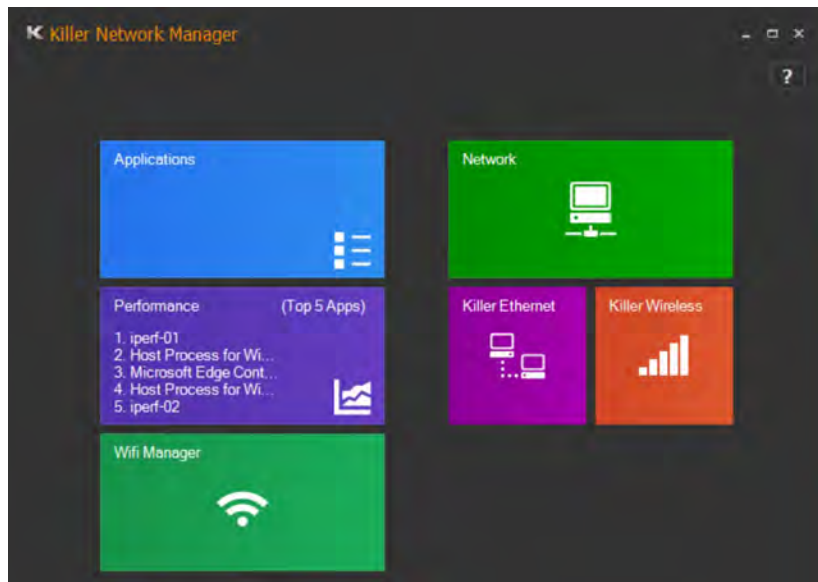 K Killer Network Manager
?
Applications
Network
Performance (Top 5 Apps)
1. iperf-01
2. Host Process for Wi...
3. Microsoft Edge Cont...
4. Host Process for Wi...
5. iperf-02
Killer Ethernet
Killer Wireless
Wifi Manager